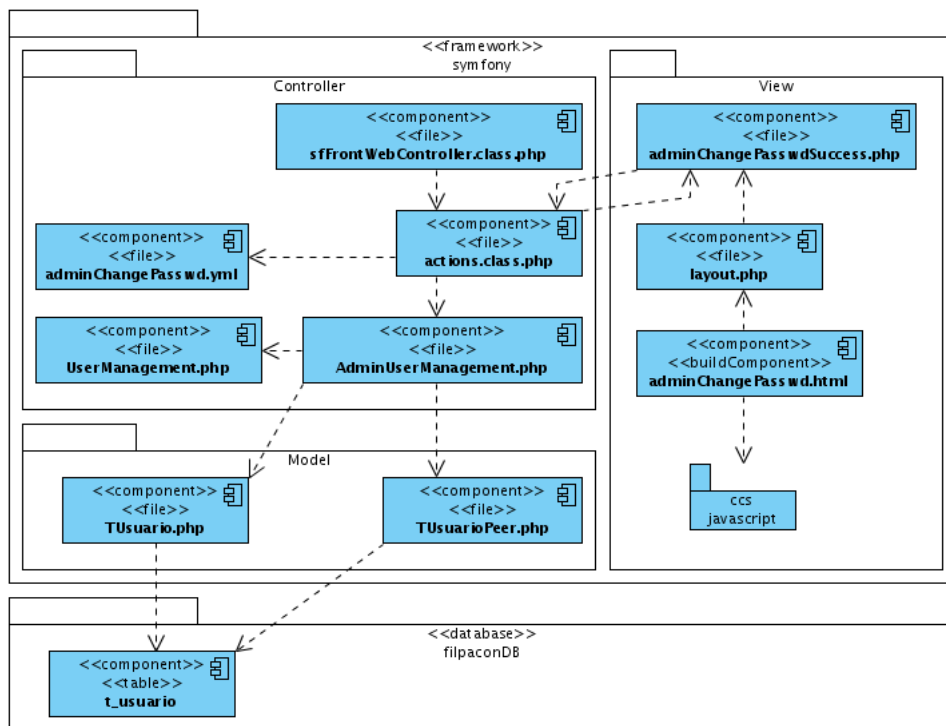 <<framework>>
symfony
Controller
<<component>>
<<file>>
sfFrontWebController.class.php
<<component>>
<<file>>
actions.class.php
<<component>>
<<file>>
adminChangePasswd.yml
<<component>>
<<file>>
UserManagement.php
<<component>>
<<file>>
AdminUserManagement.php
View
<<component>>
<<file>>
adminChangePasswdSuccess.php
<<component>>
<<file>>
layout.php
<<component>>
<<buildComponent>>
adminChangePasswd.html
ccs
javascript
Model
<<component>>
<<file>>
TUsuario.php
<<component>>
<<file>>
TUsuarioPeer.php
<<database>>
filpaconDB
<<component>>
<<table>>
t_usuario